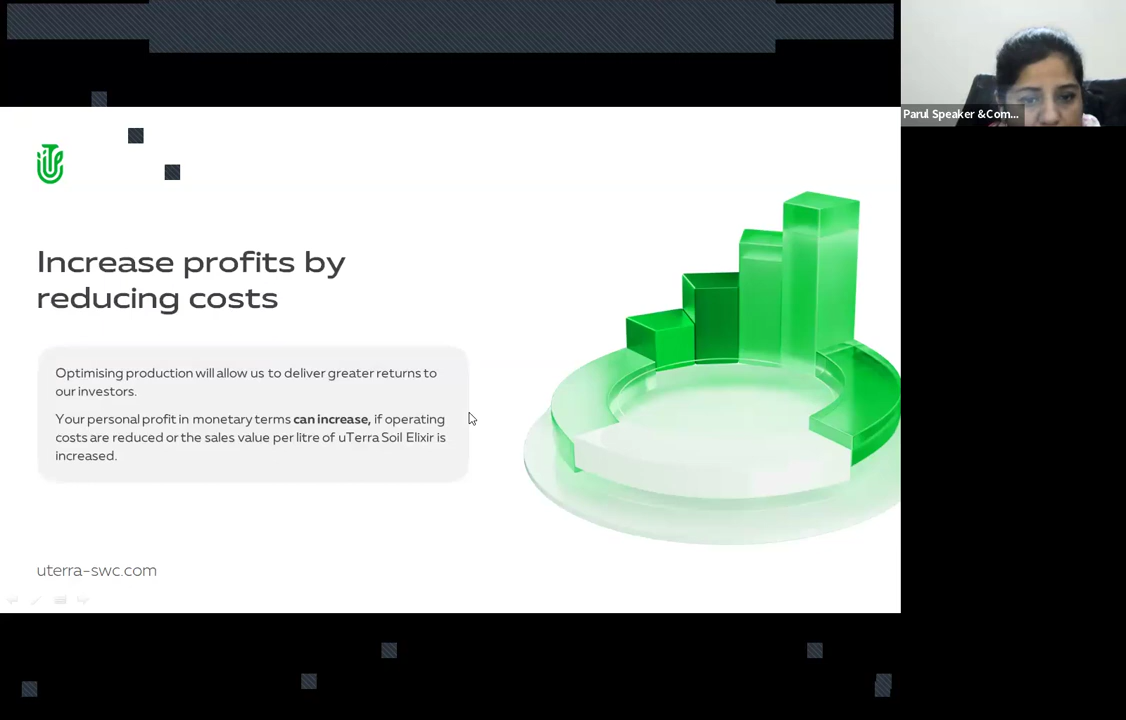 Parul Speaker &Com...
Increase profits by
reducing costs
Optimising production will allow us to deliver greater returns to
our investors.
Your personal profit in monetary terms can increase, if operating
costs are reduced or the sales value per litre of uTerra Soil Elixir is
increased.
uterra-swc.com